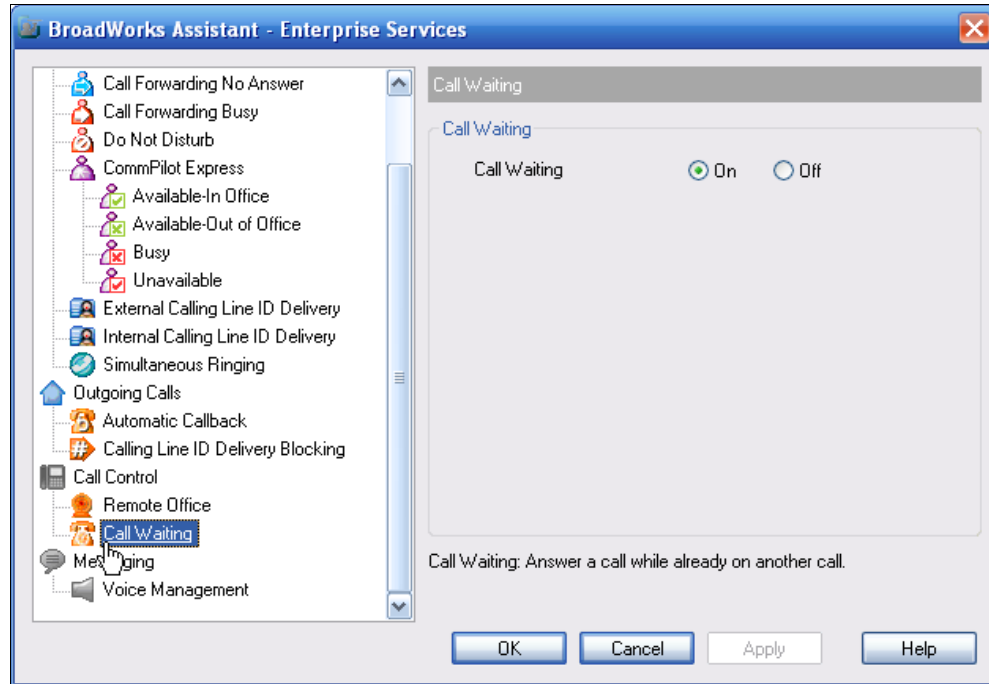 BroadWorks Assistant - Enterprise Services
Call Forwarding No Answer
Call Forwarding Busy
Do Not Disturb
CommPilot Express
Available-In Office
Available-Out of Office
Busy
Unavailable
External Calling Line ID Delivery
Internal Calling Line ID Delivery
Simultaneous Ringing
Outgoing Calls
Automatic Callback
Calling Line ID Delivery Blocking
Call Control
Remote Office
Call Waiting
Messaging
Voice Management
Call Waiting
Call Waiting
Call Waiting On Off
Call Waiting: Answer a call while already on another call.
OK Cancel Apply Help